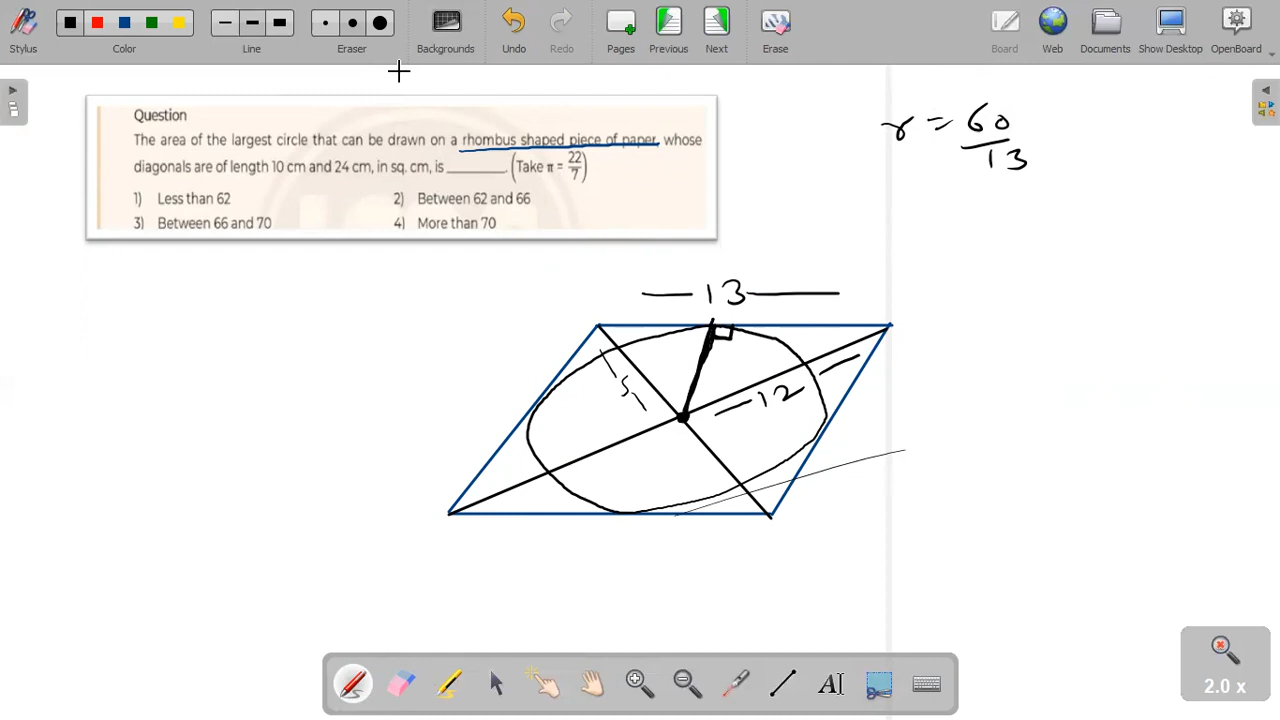 Stylus
Color
Line
Eraser
Backgrounds
Undo
Redo
Pages
Previous
Next
Erase
Board
Web
Documents
Show Desktop
OpenBoard
Question
The area of the largest circle that can be drawn on a rhombus shaped piece of paper, whose
diagonals are of length 10 cm and 24 cm, in sq. cm, is ________. (Take π = 22/7)
1) Less than 62
2) Between 62 and 66
3) Between 66 and 70
4) More than 70
r = 60/13
13
5
12
2.0 x